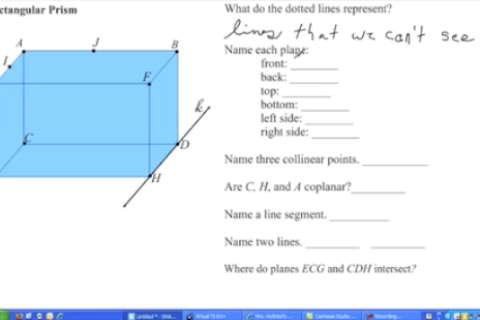 ctangular Prism
What do the dotted lines represent?
lines that we can't see
Name each plane:
front:
back:
top:
bottom:
left side:
right side:
Name three collinear points.
Are C, H, and A coplanar?
Name a line segment.
Name two lines.
Where do planes ECG and CDH intersect?
A
J
B
I
F
k
C
D
H